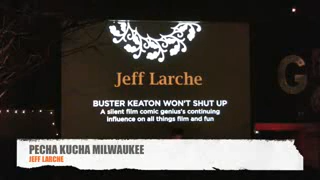 Jeff Larche
BUSTER KEATON WON'T SHUT UP
A silent film comic genius's continuing
influence on all things film and fun
G
PECHA KUCHA MILWAUKEE
JEFF LARCHE